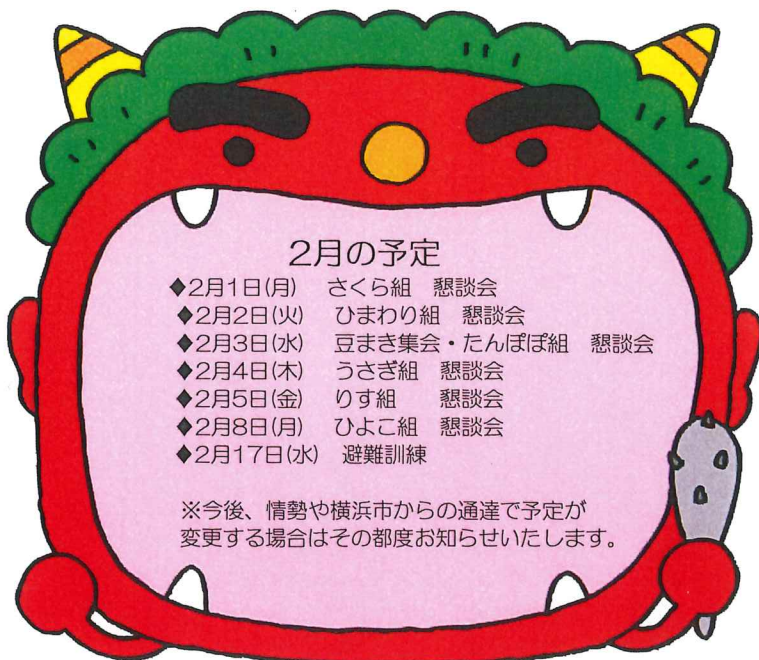 2月の予定
◆2月1日(月) さくら組 懇談会
◆2月2日(火) ひまわり組 懇談会
◆2月3日(水) 豆まき集会・たんぽぽ組 懇談会
◆2月4日(木) うさぎ組 懇談会
◆2月5日(金) りす組 懇談会
◆2月8日(月) ひよこ組 懇談会
◆2月17日(水) 避難訓練
※今後、情勢や横浜市からの通達で予定が
変更する場合はその都度お知らせいたします。